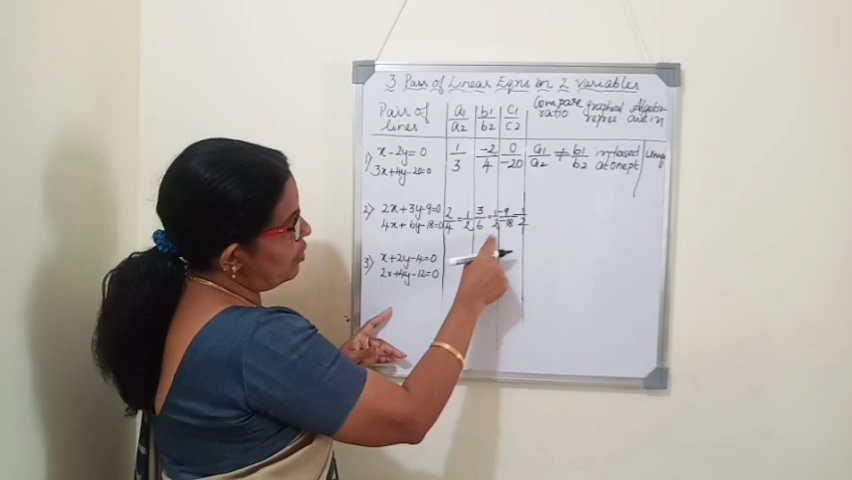 3 Pair of Linear Eqns in 2 Variables
Pair of lines a1/a2 b1/b2 c1/c2 Compare ratio graphical repres Algebra
1) x-2y=0
3x+4y-20=0 1/3 -2/4 0/-20 a1/a2 ≠ b1/b2 at one pt
2) 2x+3y-9=0
4x+6y-18=0 2/4=1/2 3/6=1/2 -9/-18=1/2
3) x+2y-4=0
2x+4y-12=0